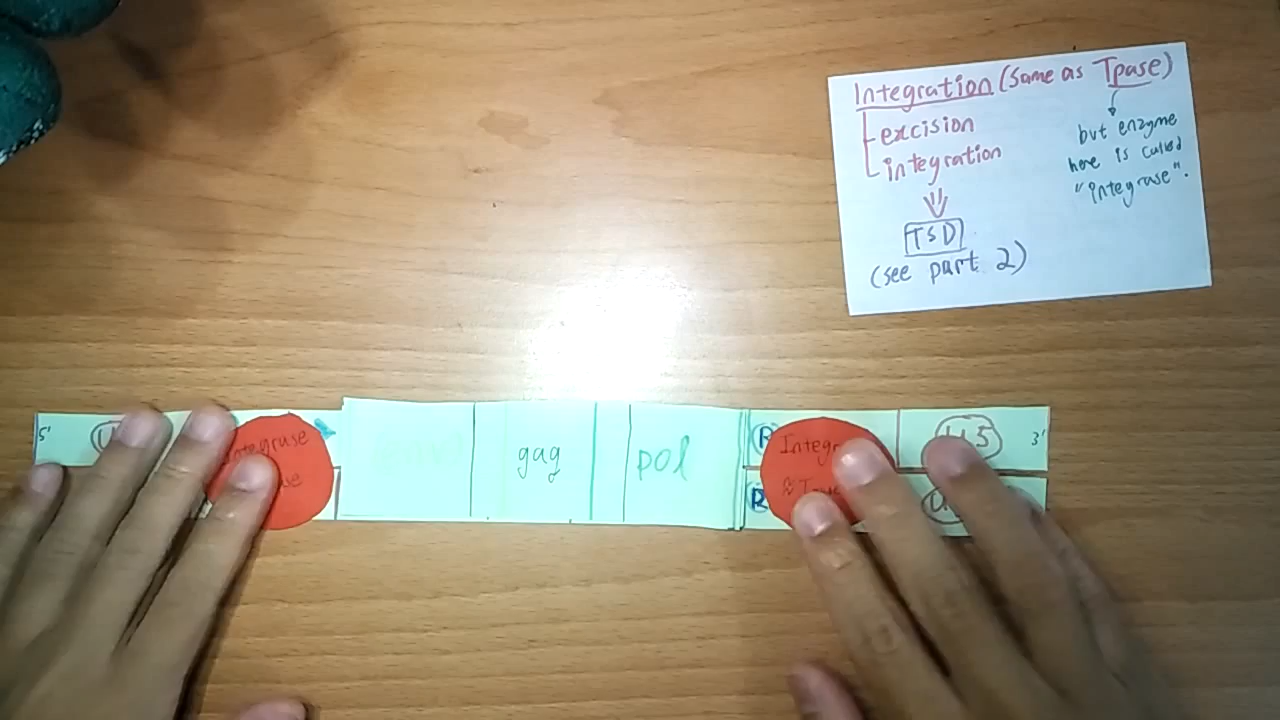 Integration (same as Tpase)
excision
integration
but enzyme
here is called
"integrase".
TSD
(see part 2)
5'
gag
pol
R
U5
3'
R